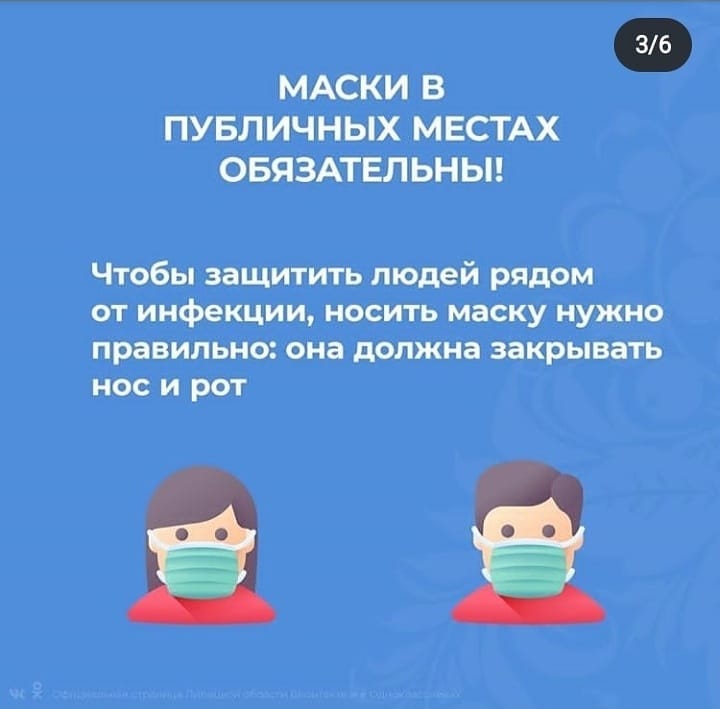 3/6
МАСКИ В
ПУБЛИЧНЫХ МЕСТАХ
ОБЯЗАТЕЛЬНЫ!
Чтобы защитить людей рядом
от инфекции, носить маску нужно
правильно: она должна закрывать
нос и рот
Официальная страница Липецкой области ВКонтакте и в Одноклассниках